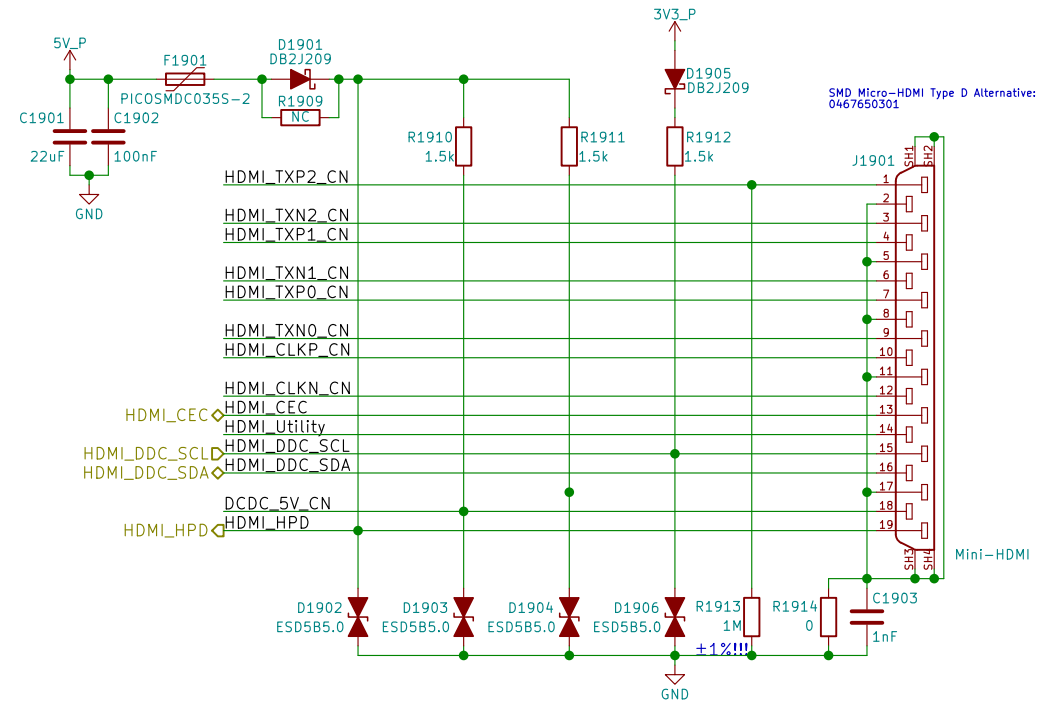 5V_P
F1901
PICOSMDC035S-2
D1901
DB2J209
R1909
NC
3V3_P
D1905
DB2J209
SMD Micro-HDMI Type D Alternative:
0467650301
C1901
22uF
C1902
100nF
GND
R1910
1.5k
R1911
1.5k
R1912
1.5k
J1901
SH1
SH2
HDMI_TXP2_CN
1
2
HDMI_TXN2_CN
3
HDMI_TXP1_CN
4
5
HDMI_TXN1_CN
6
HDMI_TXP0_CN
7
8
HDMI_TXN0_CN
9
HDMI_CLKP_CN
10
11
HDMI_CLKN_CN
12
HDMI_CEC
HDMI_CEC
13
HDMI_Utility
14
HDMI_DDC_SCL
HDMI_DDC_SCL
15
HDMI_DDC_SDA
HDMI_DDC_SDA
16
17
DCDC_5V_CN
18
HDMI_HPD
HDMI_HPD
19
SH3
SH4
Mini-HDMI
D1902
ESD5B5.0
D1903
ESD5B5.0
D1904
ESD5B5.0
D1906
ESD5B5.0
R1913
1M
±1%!!!
R1914
0
C1903
1nF
GND